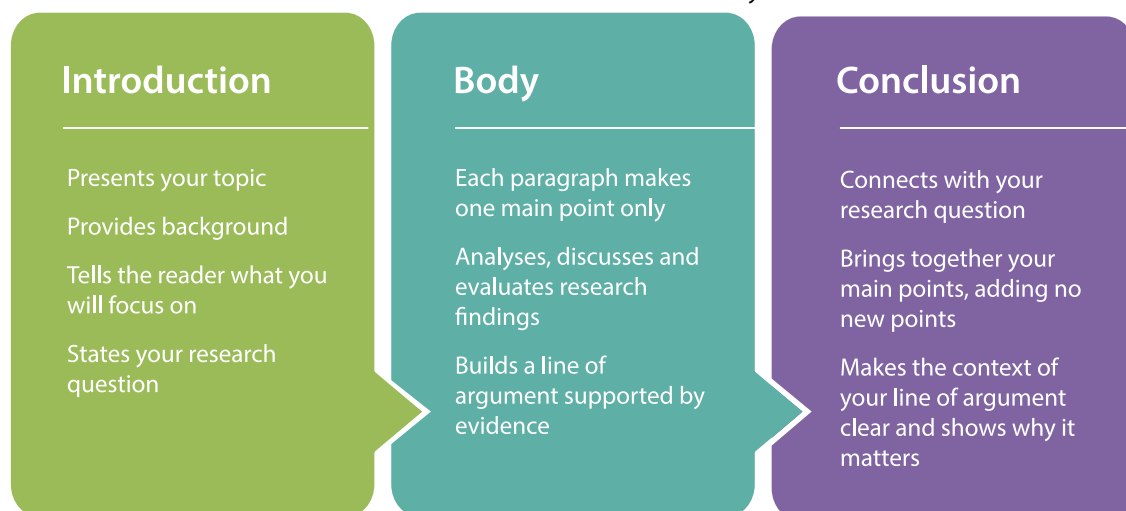 Introduction
Presents your topic
Provides background
Tells the reader what you
will focus on
States your research
question
Body
Each paragraph makes
one main point only
Analyses, discusses and
evaluates research
findings
Builds a line of
argument supported by
evidence
Conclusion
Connects with your
research question
Brings together your
main points, adding no
new points
Makes the context of
your line of argument
clear and shows why it
matters